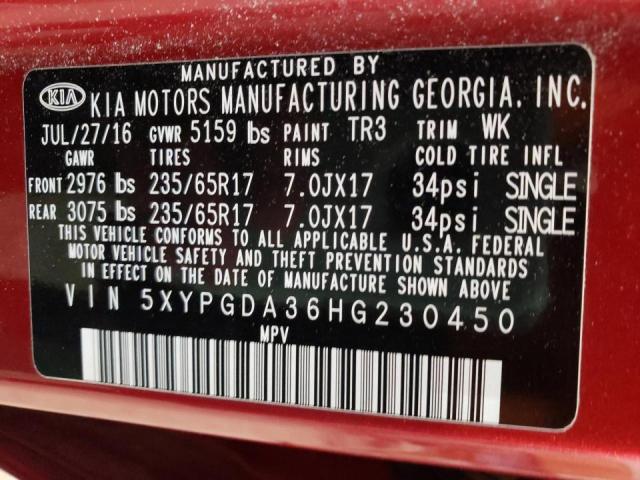 MANUFACTURED BY
KIA KIA MOTORS MANUFACTURING GEORGIA. INC.
JUL/27/16 GVWR 5159 lbs PAINT TR3 TRIM WK
GAWR TIRES RIMS COLD TIRE INFL
FRONT 2976 lbs 235/65R17 7.0JX17 34psi SINGLE
REAR 3075 lbs 235/65R17 7.0JX17 34psi SINGLE
THIS VEHICLE CONFORMS TO ALL APPLICABLE U.S.A. FEDERAL
MOTOR VEHICLE SAFETY AND THEFT PREVENTION STANDARDS
IN EFFECT ON THE DATE OF MANUFACTURE SHOWN ABOVE.
VIN 5XYPGDA36HG230450
MPV